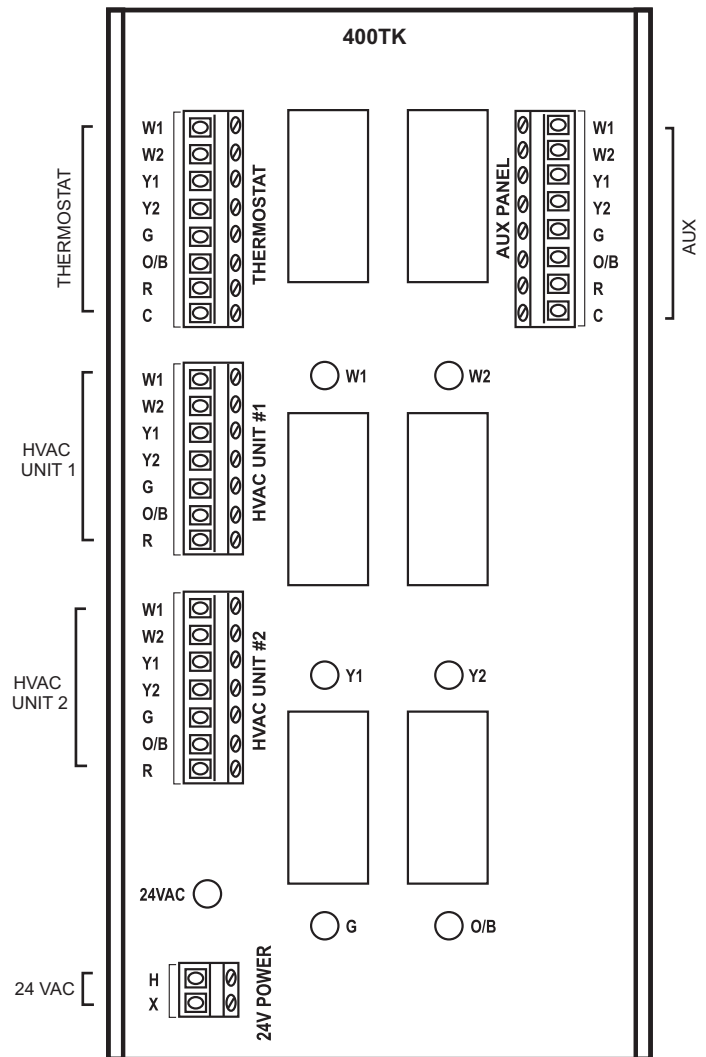 400TK
THERMOSTAT
W1
W2
Y1
Y2
G
O/B
R
C
THERMOSTAT
AUX PANEL
W1
W2
Y1
Y2
G
O/B
R
C
AUX
HVAC
UNIT 1
W1
W2
Y1
Y2
G
O/B
R
HVAC UNIT #1
W1
W2
HVAC
UNIT 2
W1
W2
Y1
Y2
G
O/B
R
HVAC UNIT #2
Y1
Y2
24VAC
G
O/B
24 VAC
H
X
24V POWER